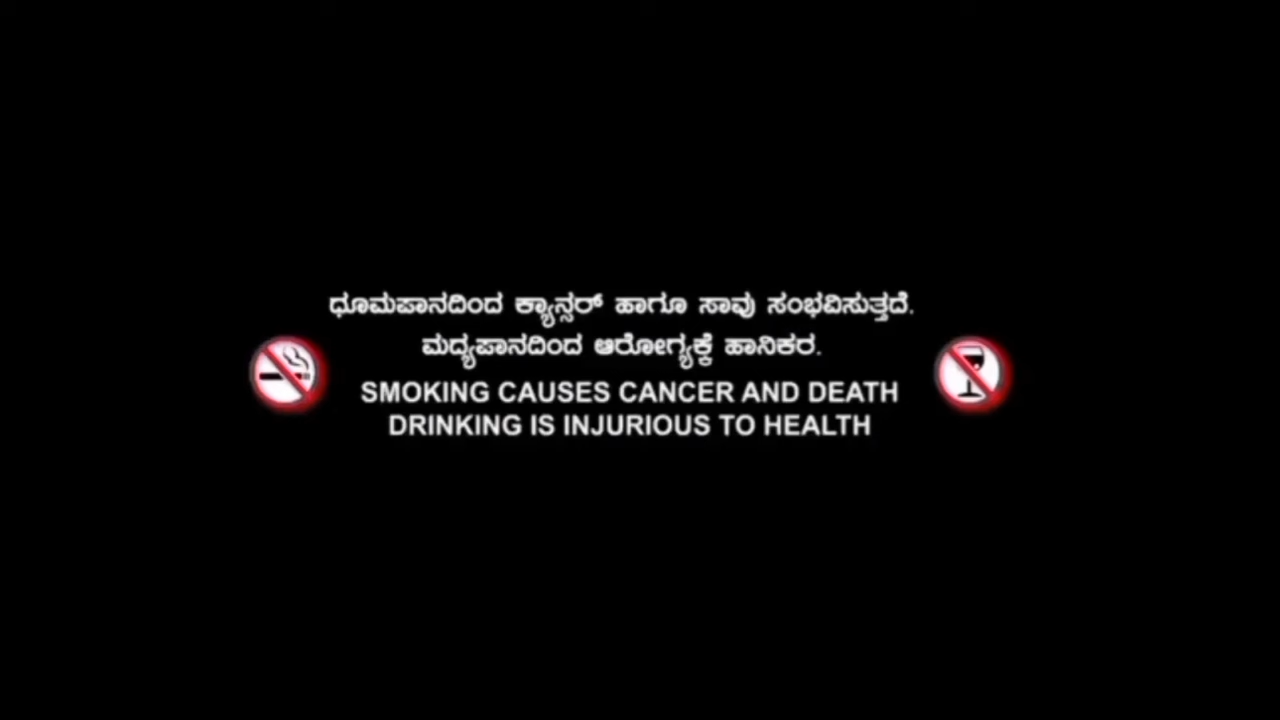 ಧೂಮಪಾನದಿಂದ ಕ್ಯಾನ್ಸರ್ ಹಾಗೂ ಸಾವು ಸಂಭವಿಸುತ್ತದೆ.
ಮದ್ಯಪಾನದಿಂದ ಆರೋಗ್ಯಕ್ಕೆ ಹಾನಿಕರ.
SMOKING CAUSES CANCER AND DEATH
DRINKING IS INJURIOUS TO HEALTH